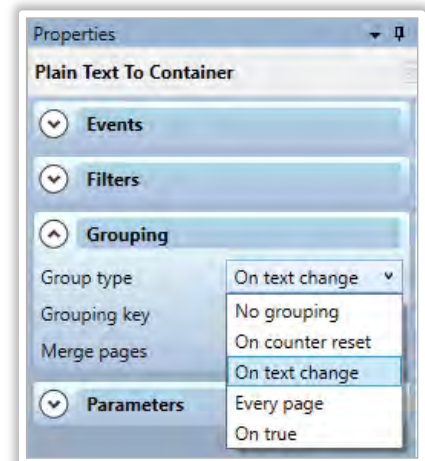 Properties
Plain Text To Container
Events
Filters
Grouping
Group type On text change
Grouping key No grouping
On counter reset
Merge pages On text change
Parameters Every page
On true